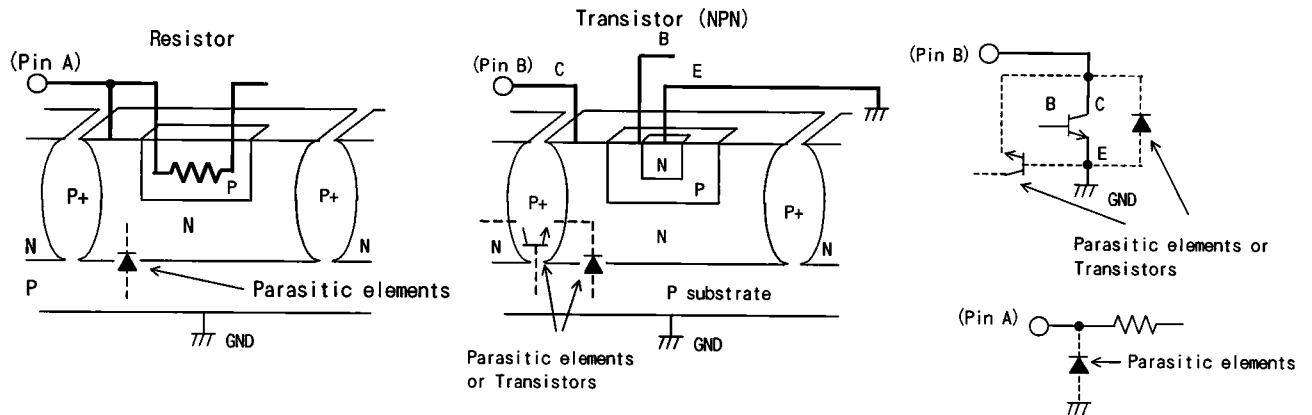 Resistor
(Pin A)
P+
P
P+
N
N
N
P
Parasitic elements
GND
Transistor (NPN)
B
(Pin B)
C
E
N
P
P+
P+
N
N
N
P substrate
GND
Parasitic elements
or Transistors
(Pin B)
B
C
E
GND
Parasitic elements or
Transistors
(Pin A)
Parasitic elements